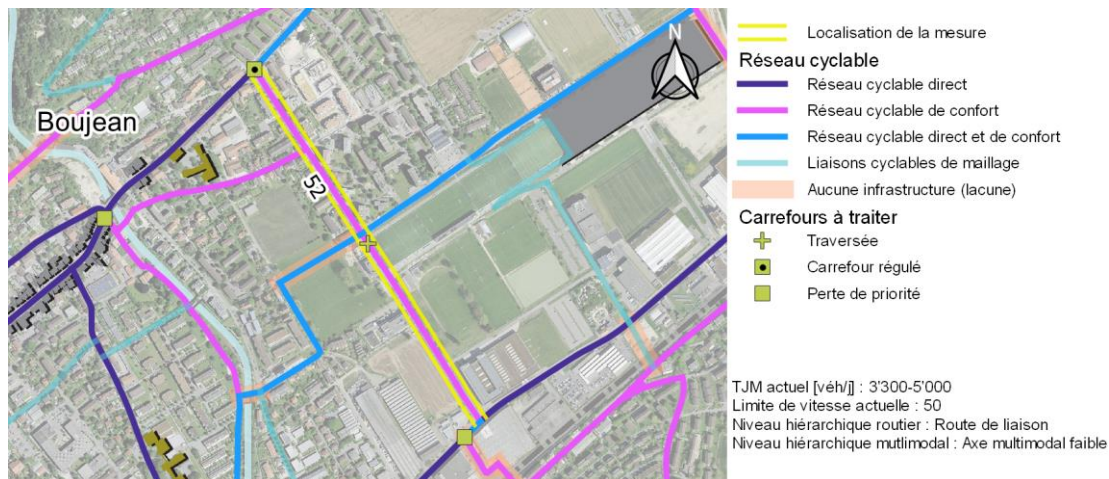 Boujean
52
N
Localisation de la mesure
Réseau cyclable
Réseau cyclable direct
Réseau cyclable de confort
Réseau cyclable direct et de confort
Liaisons cyclables de maillage
Aucune infrastructure (lacune)
Carrefours à traiter
Traversée
Carrefour régulé
Perte de priorité
TJM actuel [véh/j] : 3'300-5'000
Limite de vitesse actuelle : 50
Niveau hiérarchique routier : Route de liaison
Niveau hiérarchique mutlimodal : Axe multimodal faible